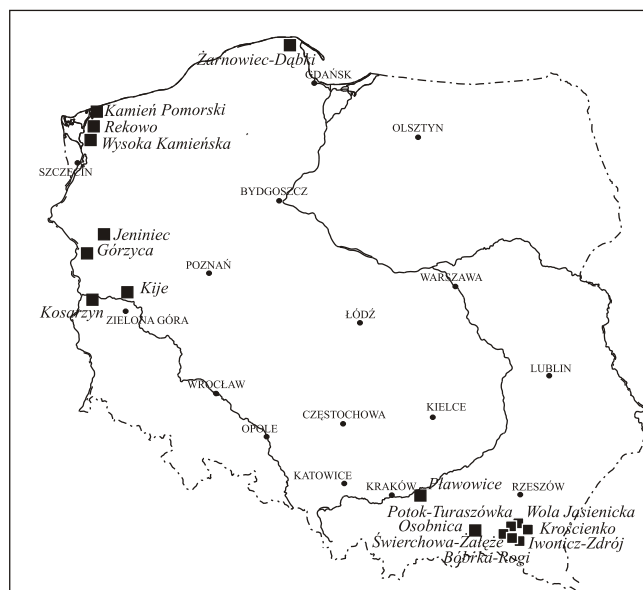 Żarnowiec-Dąbki
GDAŃSK
Kamień Pomorski
Rekowo
Wysoka Kamieńska
OLSZTYN
SZCZECIN
BYDGOSZCZ
Jeniniec
Górzyca
POZNAŃ
WARSZAWA
Kije
Kosarzyn
ZIELONA GÓRA
ŁÓDŹ
LUBLIN
WROCŁAW
CZĘSTOCHOWA
KIELCE
OPOLE
KATOWICE
KRAKÓW
Pławowice
RZESZÓW
Potok-Turaszówka
Wola Jasienicka
Osobnica
Krościenko
Świerchowa-Załęże
Iwonicz-Zdrój
Bóbrka-Rogi